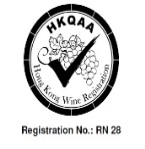 HKQAA
Hong Kong Wine Registration
Registration No.: RN 28